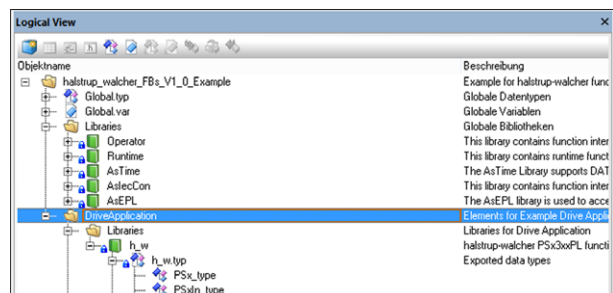 Logical View
Objektname Beschreibung
halstrup_walcher_FBs_V1_0_Example Example for halstrup-walcher func
Global.typ Globale Datentypen
Global.var Globale Variablen
Libraries Globale Bibliotheken
Operator This library contains function inter
Runtime This library contains runtime funct
AsTime The AsTime Library supports DAT
AsIecCon This library contains function inter
AsEPL The AsEPL library is used to acce
DriveApplication Elements for Example Drive Appli
Libraries Libraries for Drive Application
h_w halstrup-walcher PSx3xxPL functi
h_w.typ Exported data types
PSx_type
PSxIn_type